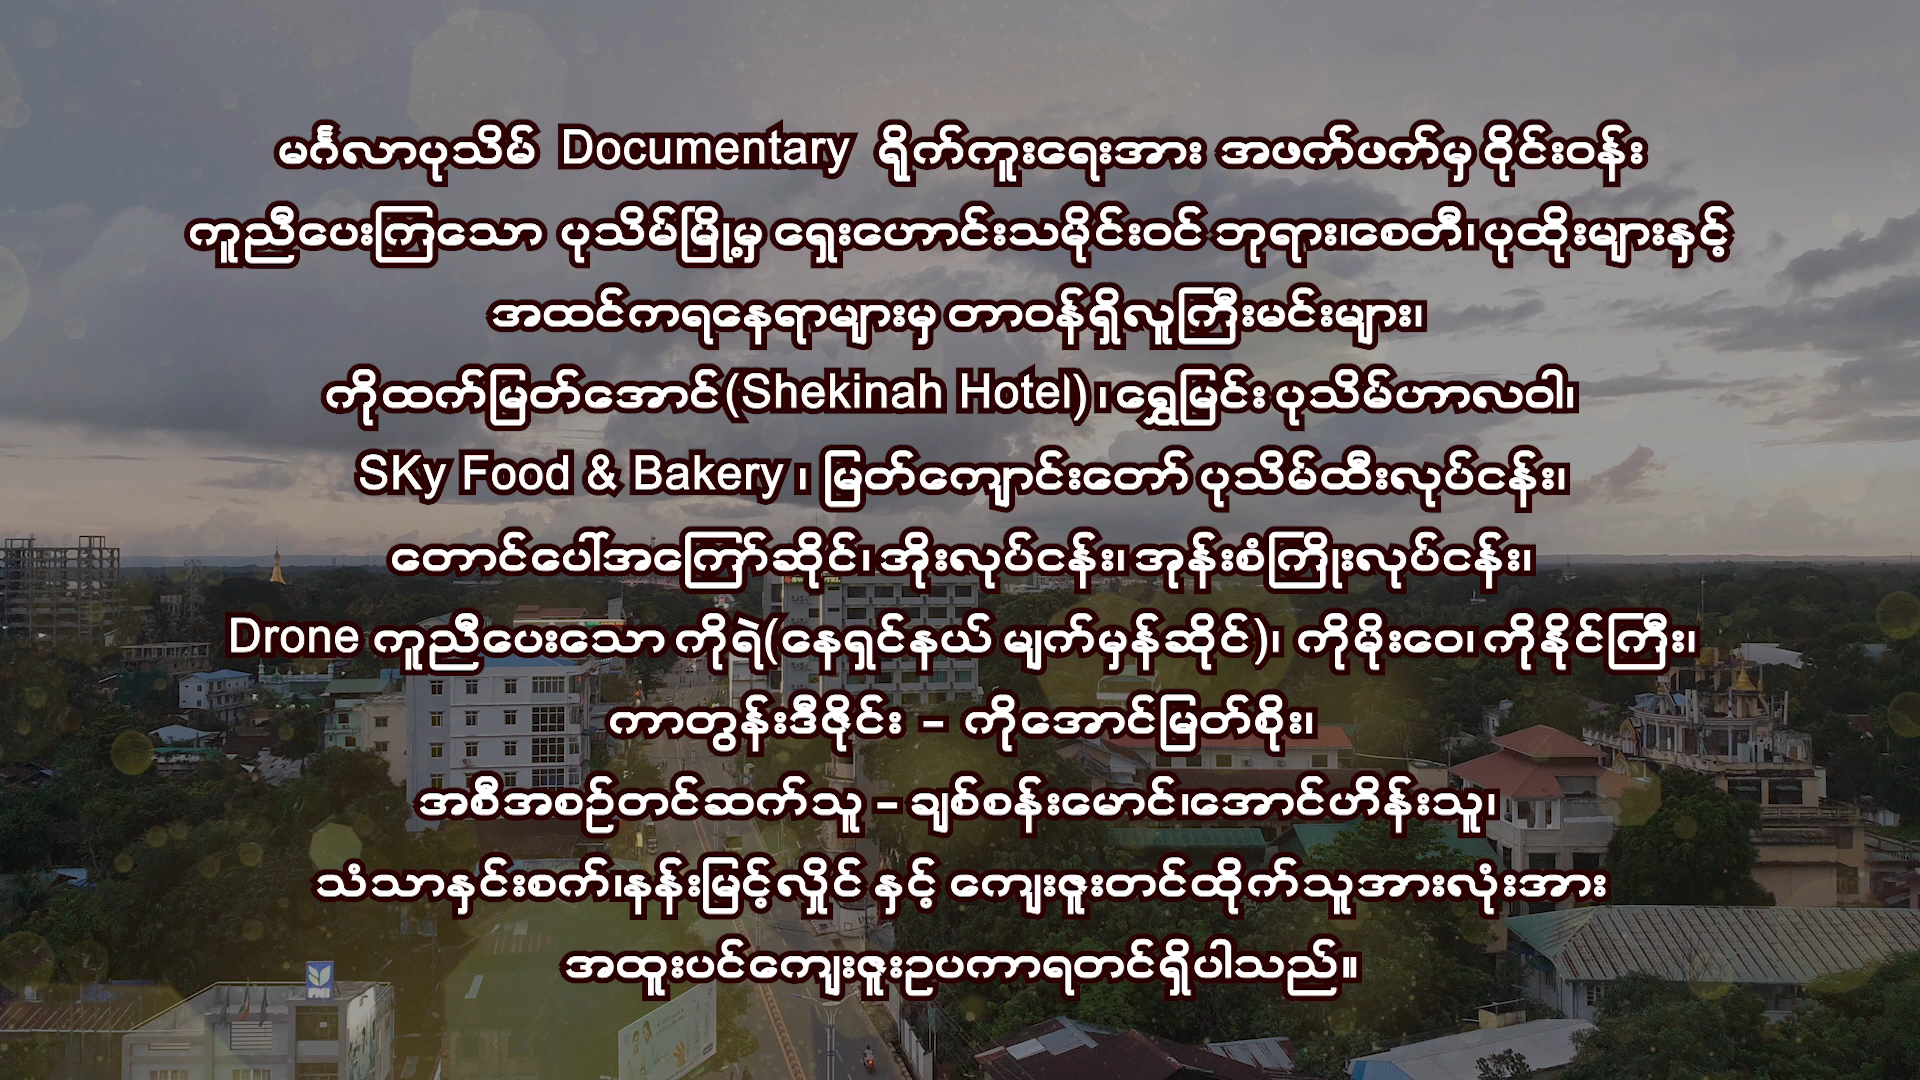 မင်္ဂလာပုသိမ် Documentary ရိုက်ကူးရေးအား အဖက်ဖက်မှ ဝိုင်းဝန်း
ကူညီပေးကြသော ပုသိမ်မြို့မှ ရှေးဟောင်းသမိုင်းဝင် ဘုရား၊စေတီ၊ ပုထိုးများနှင့်
အထင်ကရနေရာများမှ တာဝန်ရှိလူကြီးမင်းများ၊
ကိုထက်မြတ်အောင်(Shekinah Hotel)၊ ရွှေမြင်း ပုသိမ်ဟာလဝါ၊
SKy Food & Bakery ၊ မြတ်ကျောင်းတော် ပုသိမ်ထီးလုပ်ငန်း၊
တောင်ပေါ်အကြော်ဆိုင်၊ အိုးလုပ်ငန်း၊ အုန်းစံကြိုးလုပ်ငန်း၊
Drone ကူညီပေးသော ကိုရဲ(နေရှင်နယ် မျက်မှန်ဆိုင်)၊ ကိုမိုးဝေ၊ ကိုနိုင်ကြီး၊
ကာတွန်းဒီဇိုင်း – ကိုအောင်မြတ်စိုး၊
အစီအစဉ်တင်ဆက်သူ – ချစ်စန်းမောင်၊အောင်ဟိန်းသူ၊
သံသာနှင်းစက်၊နန်းမြင့်လှိုင် နှင့် ကျေးဇူးတင်ထိုက်သူအားလုံးအား
အထူးပင်ကျေးဇူးဥပကာရတင်ရှိပါသည်။